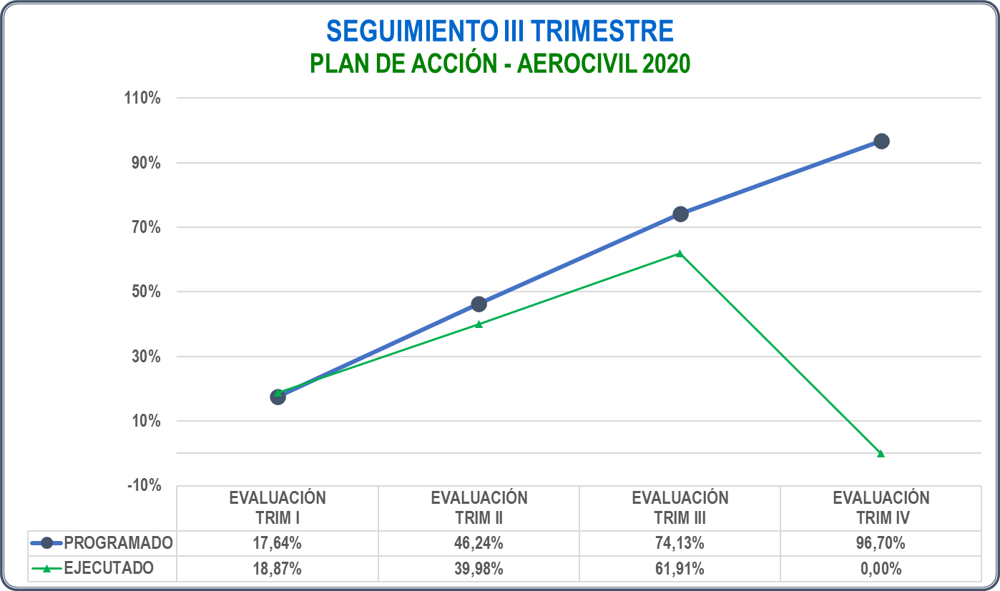 SEGUIMIENTO III TRIMESTRE
PLAN DE ACCIÓN - AEROCIVIL 2020
110%
90%
70%
50%
30%
10%
-10%
EVALUACIÓN TRIM I
EVALUACIÓN TRIM II
EVALUACIÓN TRIM III
EVALUACIÓN TRIM IV
PROGRAMADO 17,64% 46,24% 74,13% 96,70%
EJECUTADO 18,87% 39,98% 61,91% 0,00%